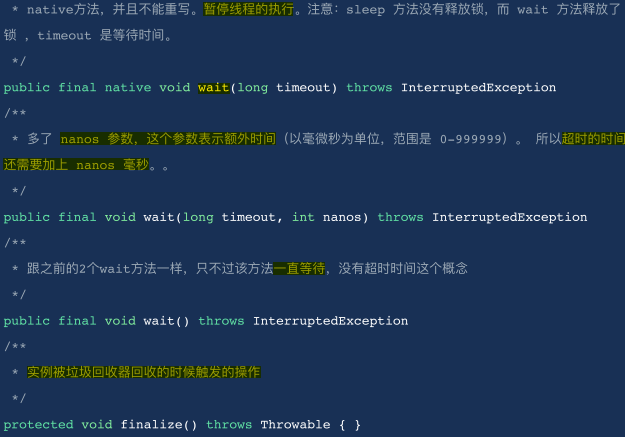 * native方法，并且不能重写。暂停线程的执行。注意：sleep 方法没有释放锁，而 wait 方法释放了
锁 ，timeout 是等待时间。
*/
public final native void wait(long timeout) throws InterruptedException
/**
* 多了 nanos 参数，这个参数表示额外时间（以毫微秒为单位，范围是 0-999999）。 所以超时的时间
还需要加上 nanos 毫秒。。
*/
public final void wait(long timeout, int nanos) throws InterruptedException
/**
* 跟之前的2个wait方法一样，只不过该方法一直等待，没有超时时间这个概念
*/
public final void wait() throws InterruptedException
/**
* 实例被垃圾回收器回收的时候触发的操作
*/
protected void finalize() throws Throwable { }